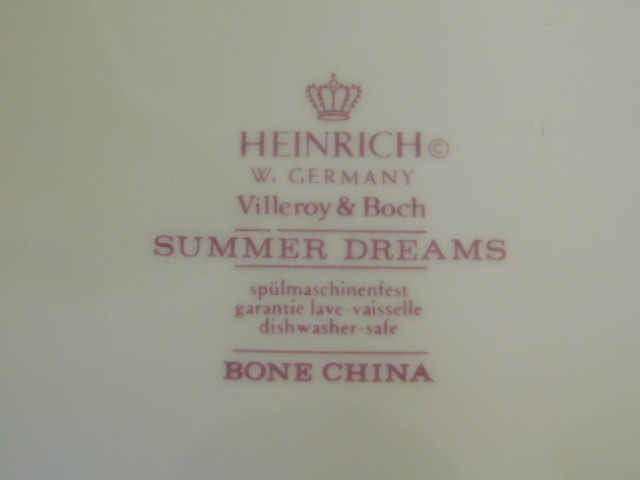 HEINRICH©
W. GERMANY
Villeroy & Boch
SUMMER DREAMS
spülmaschinenfest
garantie lave-vaisselle
dishwasher-safe
BONE CHINA